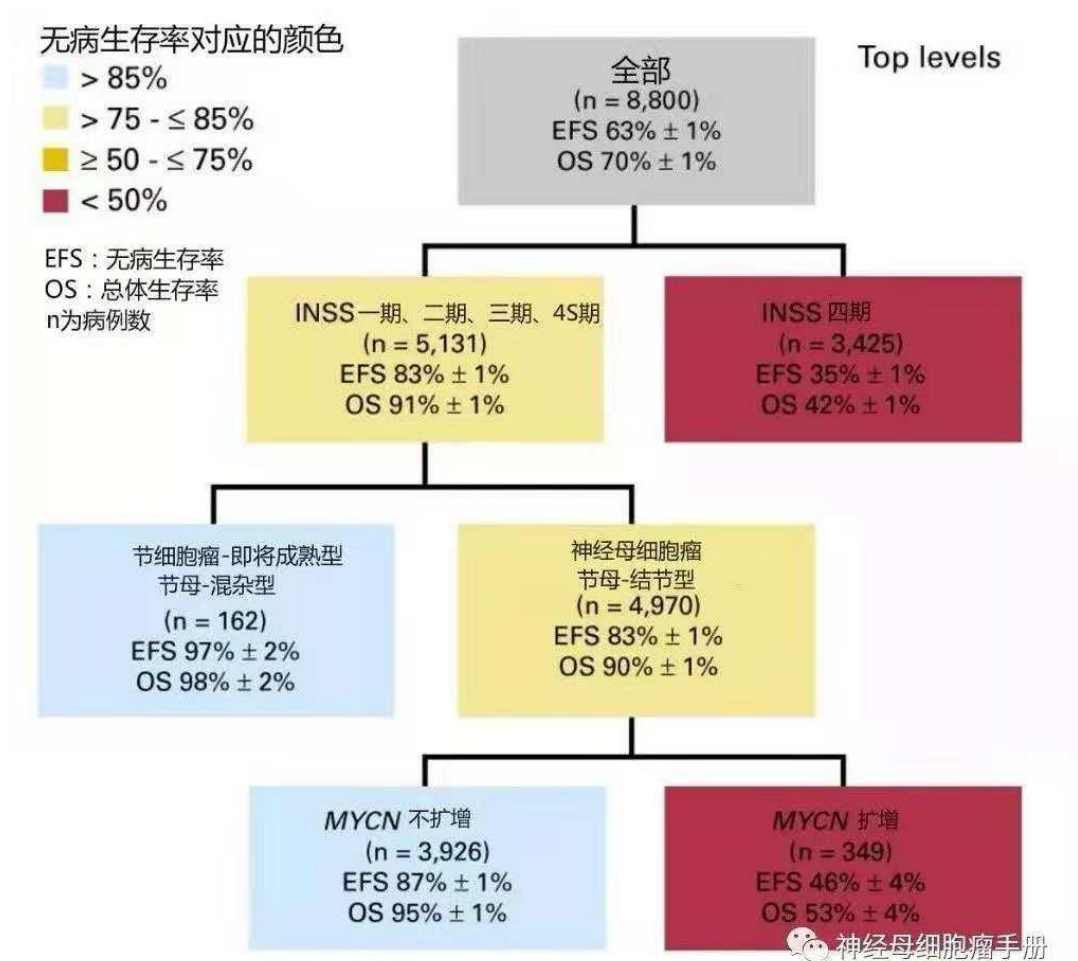 无病生存率对应的颜色
> 85%
> 75 - ≤ 85%
≥ 50 - ≤ 75%
< 50%
EFS：无病生存率
OS：总体生存率
n为病例数
Top levels
全部
(n = 8,800)
EFS 63% ± 1%
OS 70% ± 1%
INSS一期、二期、三期、4S期
(n = 5,131)
EFS 83% ± 1%
OS 91% ± 1%
INSS 四期
(n = 3,425)
EFS 35% ± 1%
OS 42% ± 1%
节细胞瘤-即将成熟型
节母-混杂型
(n = 162)
EFS 97% ± 2%
OS 98% ± 2%
神经母细胞瘤
节母-结节型
(n = 4,970)
EFS 83% ± 1%
OS 90% ± 1%
MYCN 不扩增
(n = 3,926)
EFS 87% ± 1%
OS 95% ± 1%
MYCN 扩增
(n = 349)
EFS 46% ± 4%
OS 53% ± 4%
神经母细胞瘤手册